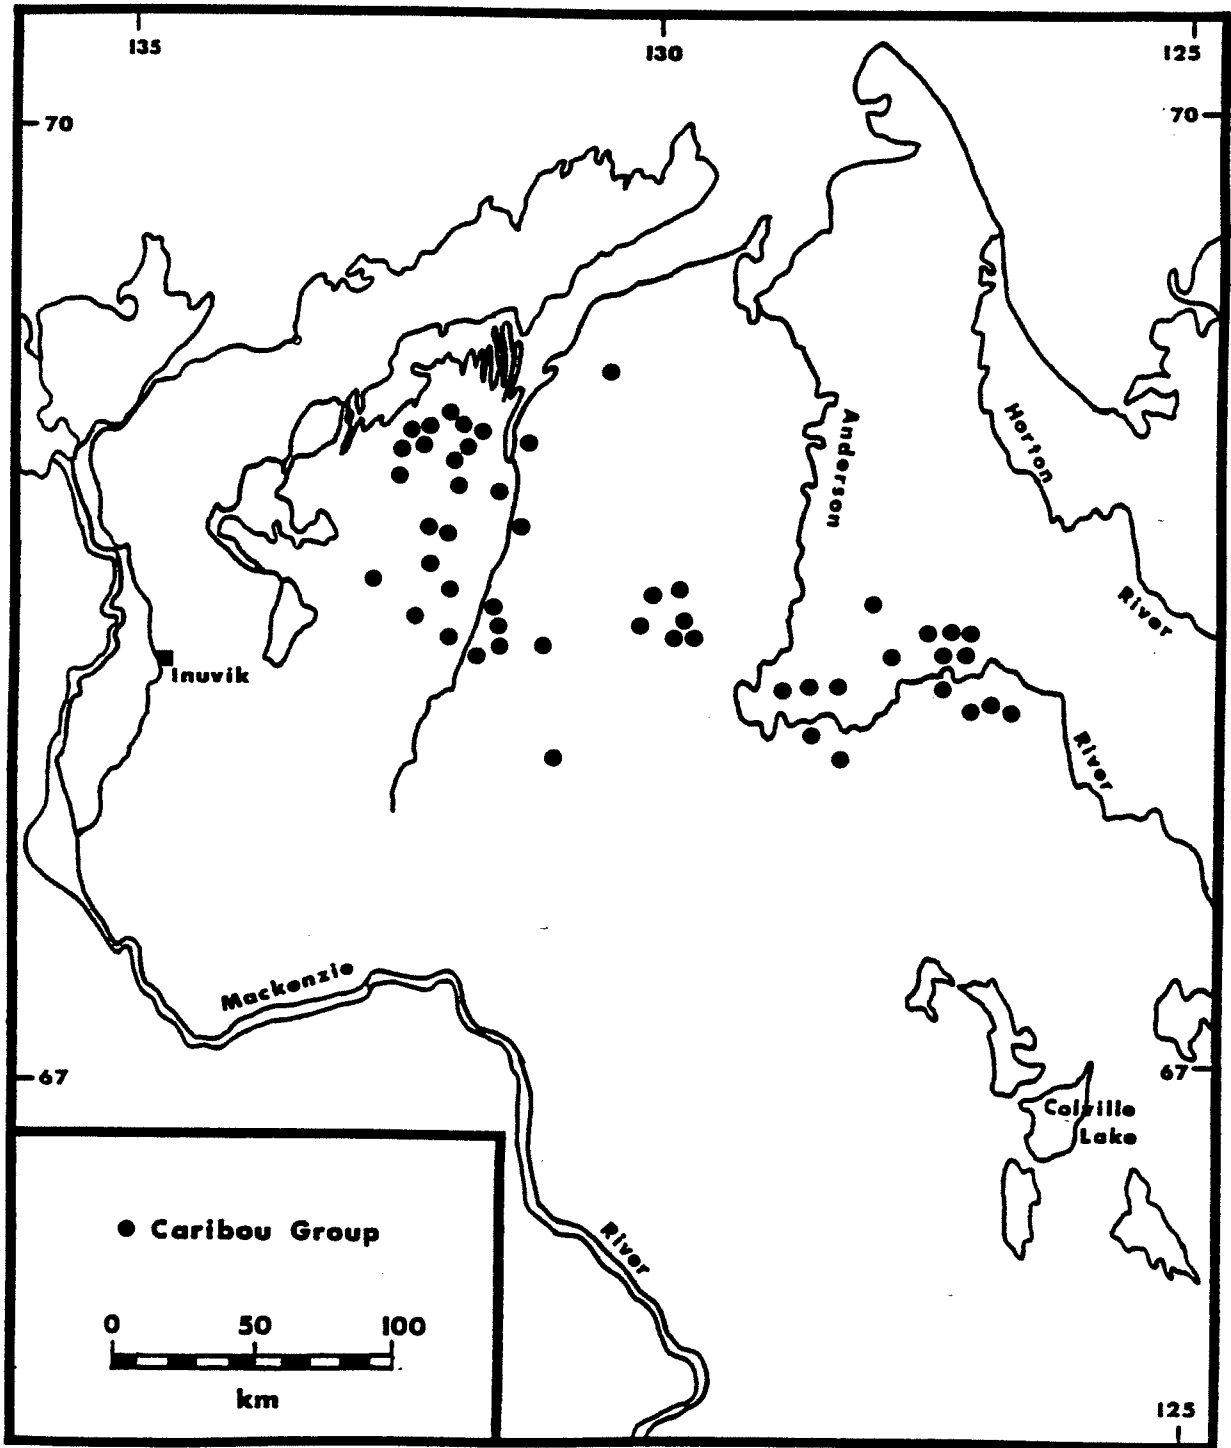 135
130
125
70
70
Anderson
Horton
River
Inuvik
River
Mackenzie
67
67
Colville
Lake
River
Caribou Group
0 50 100
km
125